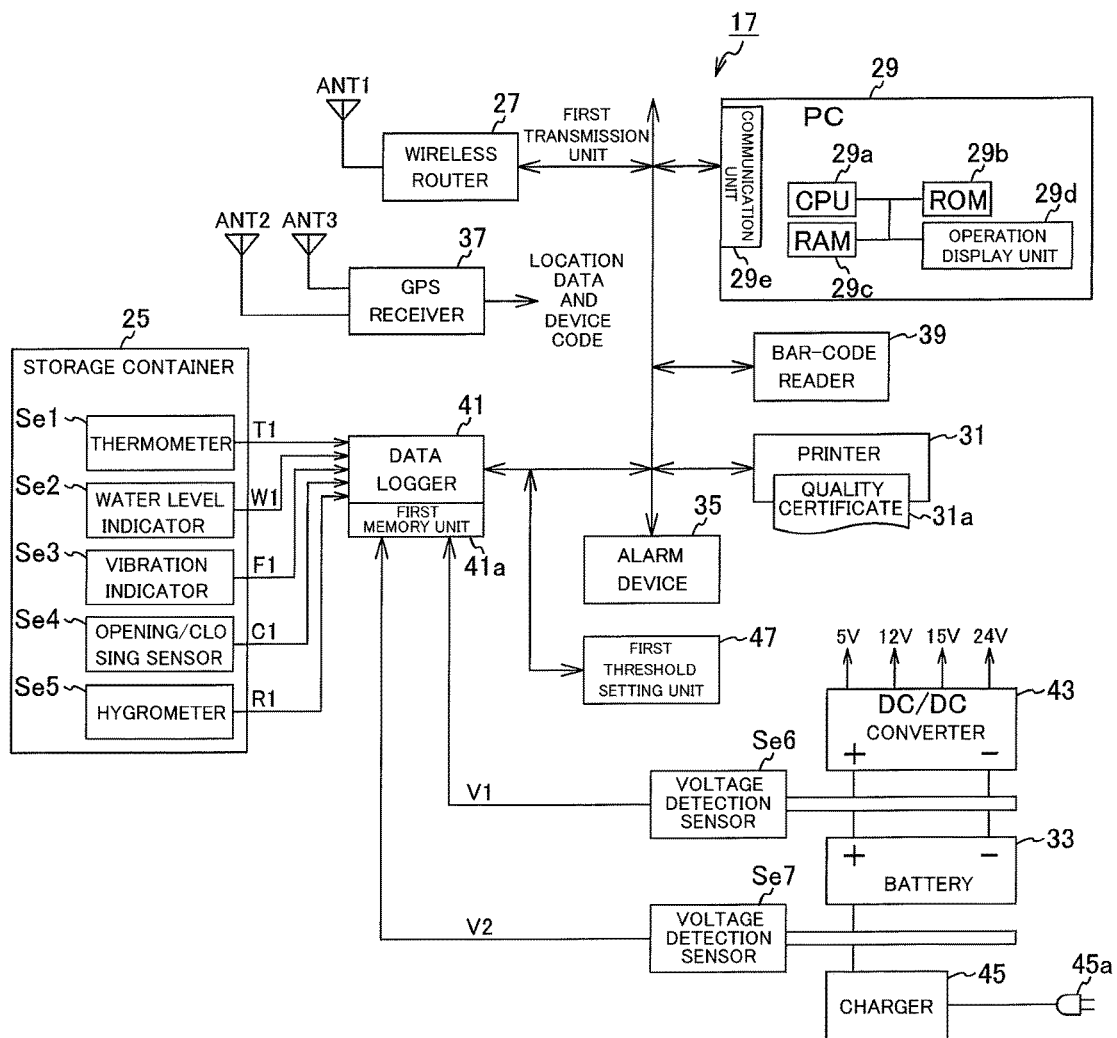 17
ANT1
27
WIRELESS
ROUTER
FIRST
TRANSMISSION
UNIT
29
PC
COMMUNICATION
UNIT
29e
29a
CPU
29b
ROM
RAM
29c
29d
OPERATION
DISPLAY UNIT
ANT2
ANT3
37
GPS
RECEIVER
LOCATION
DATA
AND
DEVICE
CODE
39
BAR-CODE
READER
25
STORAGE CONTAINER
Se1
THERMOMETER
T1
Se2
WATER LEVEL
INDICATOR
W1
Se3
VIBRATION
INDICATOR
F1
Se4
OPENING/CLO
SING SENSOR
C1
Se5
HYGROMETER
R1
41
DATA
LOGGER
FIRST
MEMORY UNIT
41a
31
PRINTER
QUALITY
CERTIFICATE
31a
35
ALARM
DEVICE
47
FIRST
THRESHOLD
SETTING UNIT
5V
12V
15V
24V
43
DC/DC
CONVERTER
+
−
Se6
VOLTAGE
DETECTION
SENSOR
V1
33
+
−
BATTERY
Se7
VOLTAGE
DETECTION
SENSOR
V2
45
CHARGER
45a